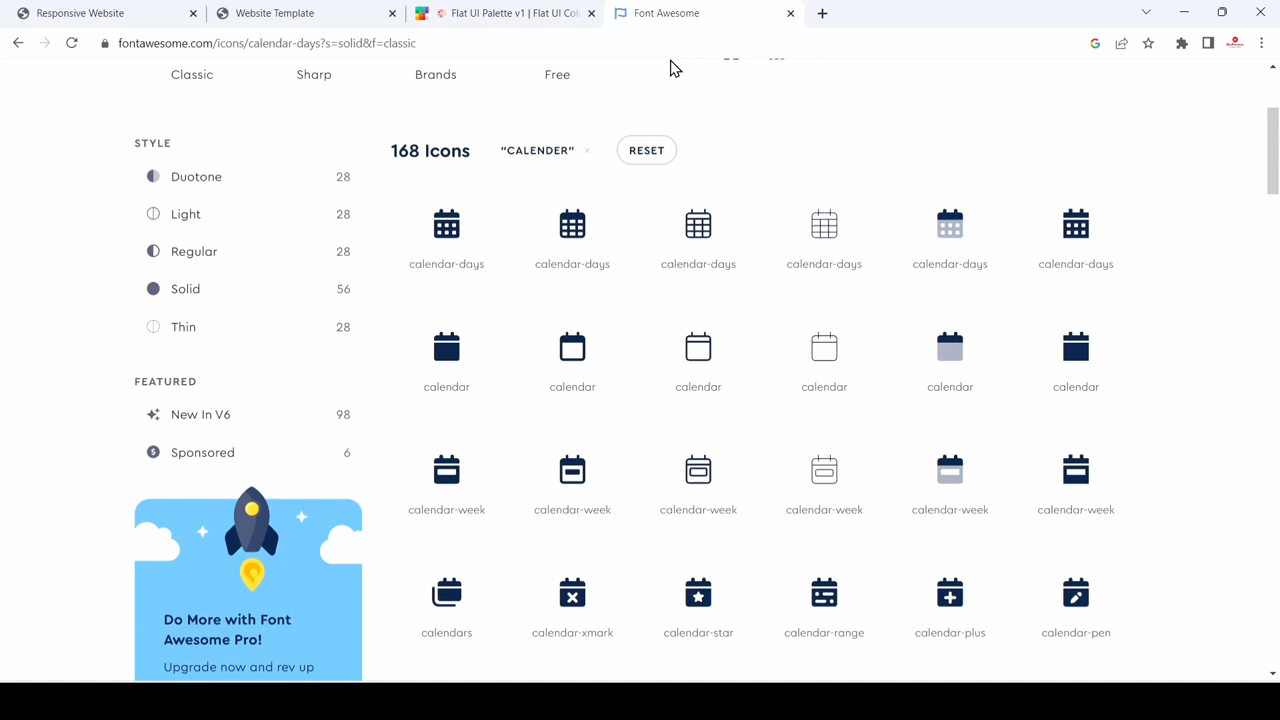 Responsive Website
Website Template
Flat UI Palette v1 | Flat UI Col
Font Awesome
fontawesome.com/icons/calendar-days?s=solid&f=classic
Classic
Sharp
Brands
Free
STYLE
Duotone 28
Light 28
Regular 28
Solid 56
Thin 28
FEATURED
New In V6 98
Sponsored 6
Do More with Font
Awesome Pro!
Upgrade now and rev up
168 Icons "CALENDER" × RESET
calendar-days calendar-days calendar-days calendar-days calendar-days calendar-days
calendar calendar calendar calendar calendar calendar
calendar-week calendar-week calendar-week calendar-week calendar-week calendar-week
calendars calendar-xmark calendar-star calendar-range calendar-plus calendar-pen